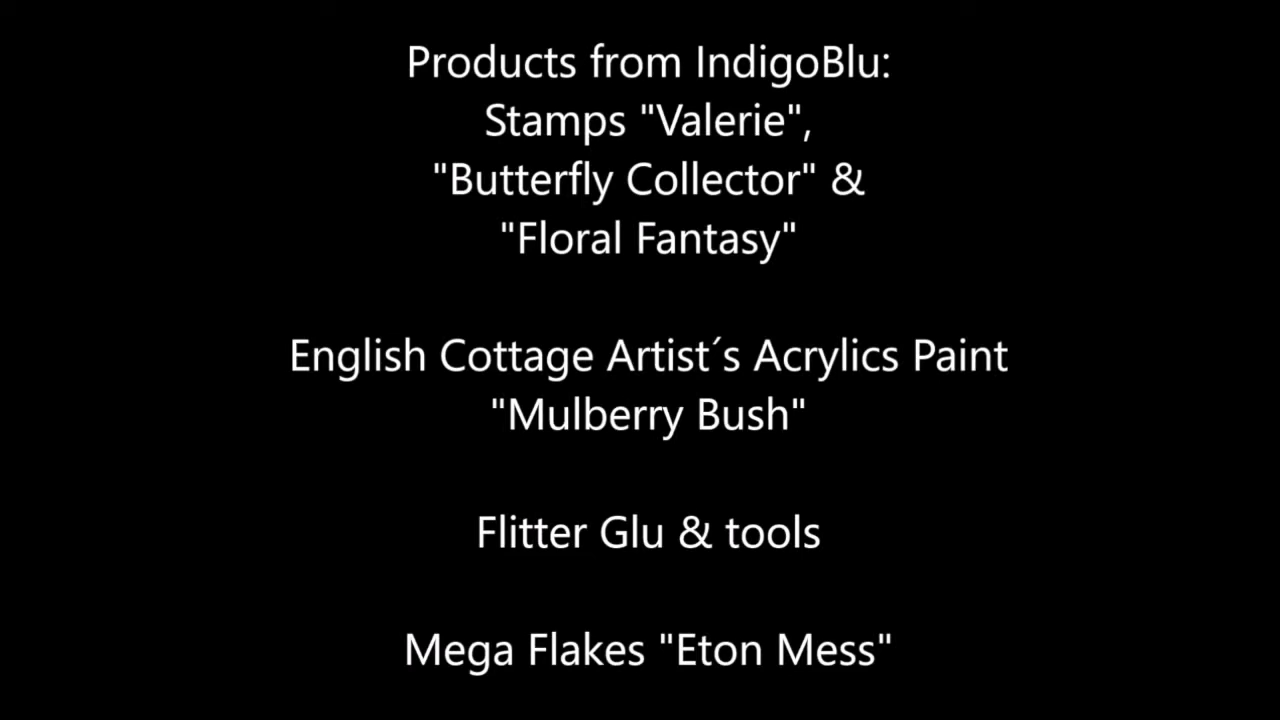 Products from IndigoBlu:
Stamps "Valerie",
"Butterfly Collector" &
"Floral Fantasy"
English Cottage Artist´s Acrylics Paint
"Mulberry Bush"
Flitter Glu & tools
Mega Flakes "Eton Mess"